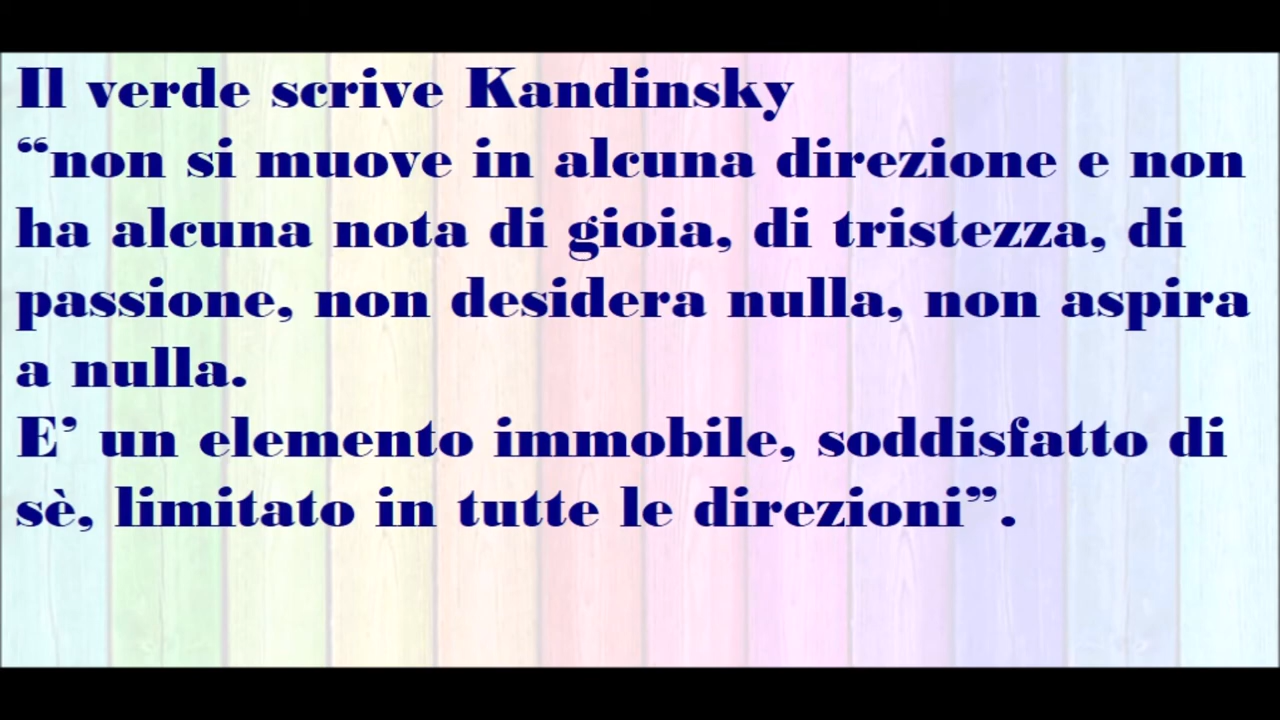 Il verde scrive Kandinsky
“non si muove in alcuna direzione e non
ha alcuna nota di gioia, di tristezza, di
passione, non desidera nulla, non aspira
a nulla.
E’ un elemento immobile, soddisfatto di
sè, limitato in tutte le direzioni”.